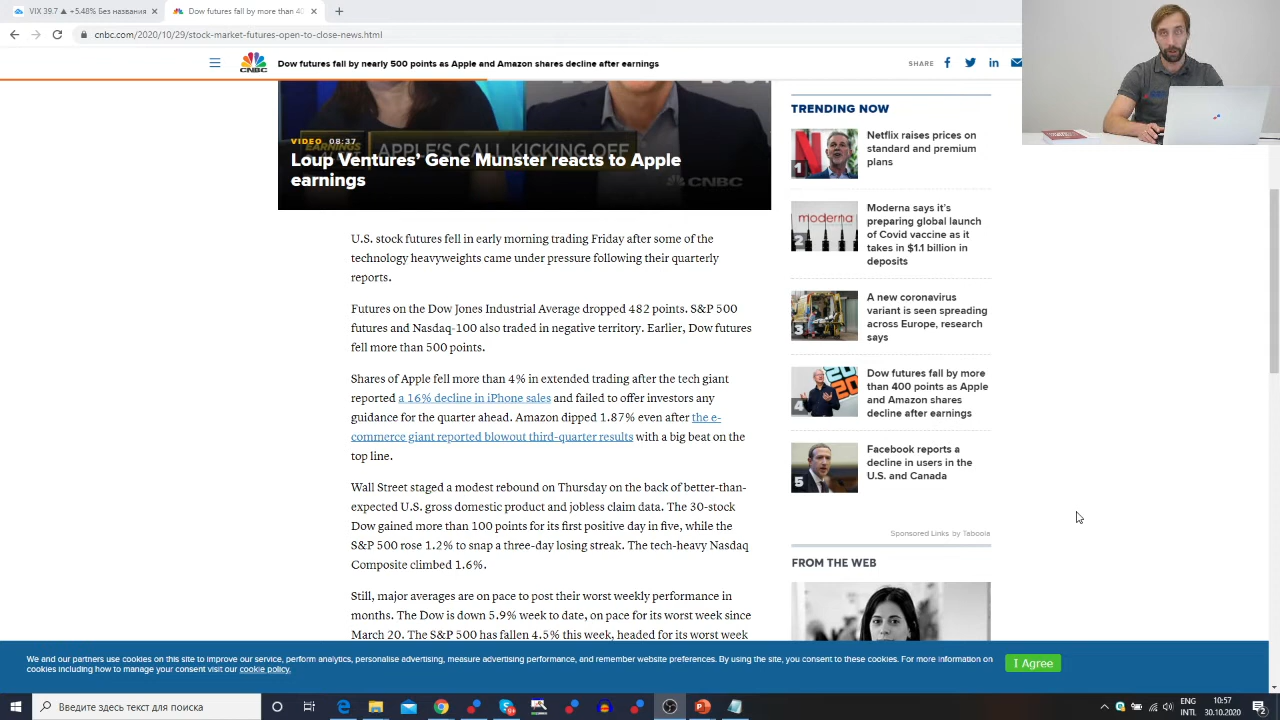 VIX 39.7 ▲ +5.48% Без названия
Dow futures fall by more than 40
cnbc.com/2020/10/29/stock-market-futures-open-to-close-news.html
CNBC
Dow futures fall by nearly 500 points as Apple and Amazon shares decline after earnings
SHARE
VIDEO 08:37
APPLE'S CALL KICKING OFF
Loup Ventures' Gene Munster reacts to Apple
earnings
CNBC
U.S. stock futures fell in early morning trading Friday after some of the
technology heavyweights came under pressure following their quarterly
reports.
Futures on the Dow Jones Industrial Average dropped 482 points. S&P 500
futures and Nasdaq-100 also traded in negative territory. Earlier, Dow futures
fell more than 500 points.
Shares of Apple fell more than 4% in extended trading after the tech giant
reported a 16% decline in iPhone sales and failed to offer investors any
guidance for the quarter ahead. Amazon dipped 1.87% even after the e-
commerce giant reported blowout third-quarter results with a big beat on the
top line.
Wall Street staged a modest rebound on Thursday on the back of better-than-
expected U.S. gross domestic product and jobless claim data. The 30-stock
Dow gained more than 100 points for its first positive day in five, while the
S&P 500 rose 1.2% to snap a three-day losing streak. The tech-heavy Nasdaq
Composite climbed 1.6%.
Still, major averages are on pace to post their worst weekly performance in
months. The Dow is down 5.9% week to date, on pace for its worst week since
March 20. The S&P 500 has fallen 4.5% this week, headed for its worst week
TRENDING NOW
1
Netflix raises prices on
standard and premium
plans
moderna
2
Moderna says it's
preparing global launch
of Covid vaccine as it
takes in $1.1 billion in
deposits
3
A new coronavirus
variant is seen spreading
across Europe, research
says
4
Dow futures fall by more
than 400 points as Apple
and Amazon shares
decline after earnings
5
Facebook reports a
decline in users in the
U.S. and Canada
Sponsored Links by Taboola
FROM THE WEB
We and our partners use cookies on this site to improve our service, perform analytics, personalise advertising, measure advertising performance, and remember website preferences. By using the site, you consent to these cookies. For more information on
cookies including how to manage your consent visit our cookie policy.
I Agree
Введите здесь текст для поиска
ENG
INTL
10:57
30.10.2020
2